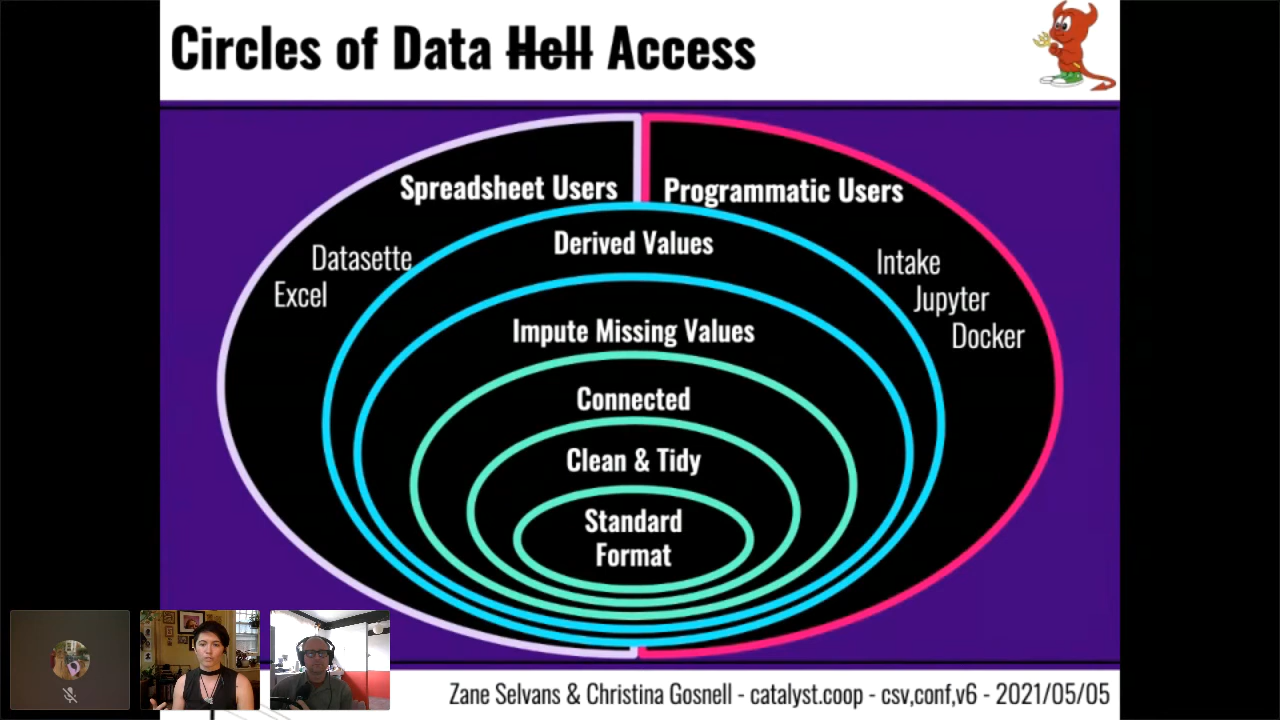 Circles of Data Hell Access
Spreadsheet Users
Programmatic Users
Derived Values
Datasette
Excel
Intake
Jupyter
Docker
Impute Missing Values
Connected
Clean & Tidy
Standard
Format
Zane Selvans & Christina Gosnell - catalyst.coop - csv,conf,v6 - 2021/05/05